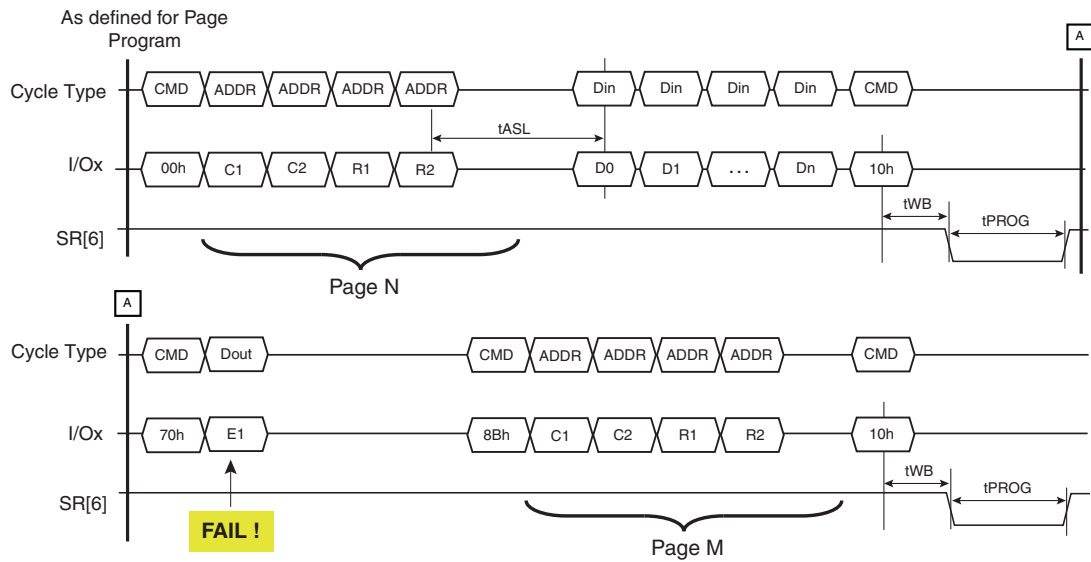 As defined for Page
Program
A
Cycle Type CMD ADDR ADDR ADDR ADDR Din Din Din Din CMD
tASL
I/Ox 00h C1 C2 R1 R2 D0 D1 ... Dn 10h
tWB tPROG
SR[6]
Page N
A
Cycle Type CMD Dout CMD ADDR ADDR ADDR ADDR CMD
I/Ox 70h E1 8Bh C1 C2 R1 R2 10h
tWB tPROG
SR[6]
FAIL !
Page M